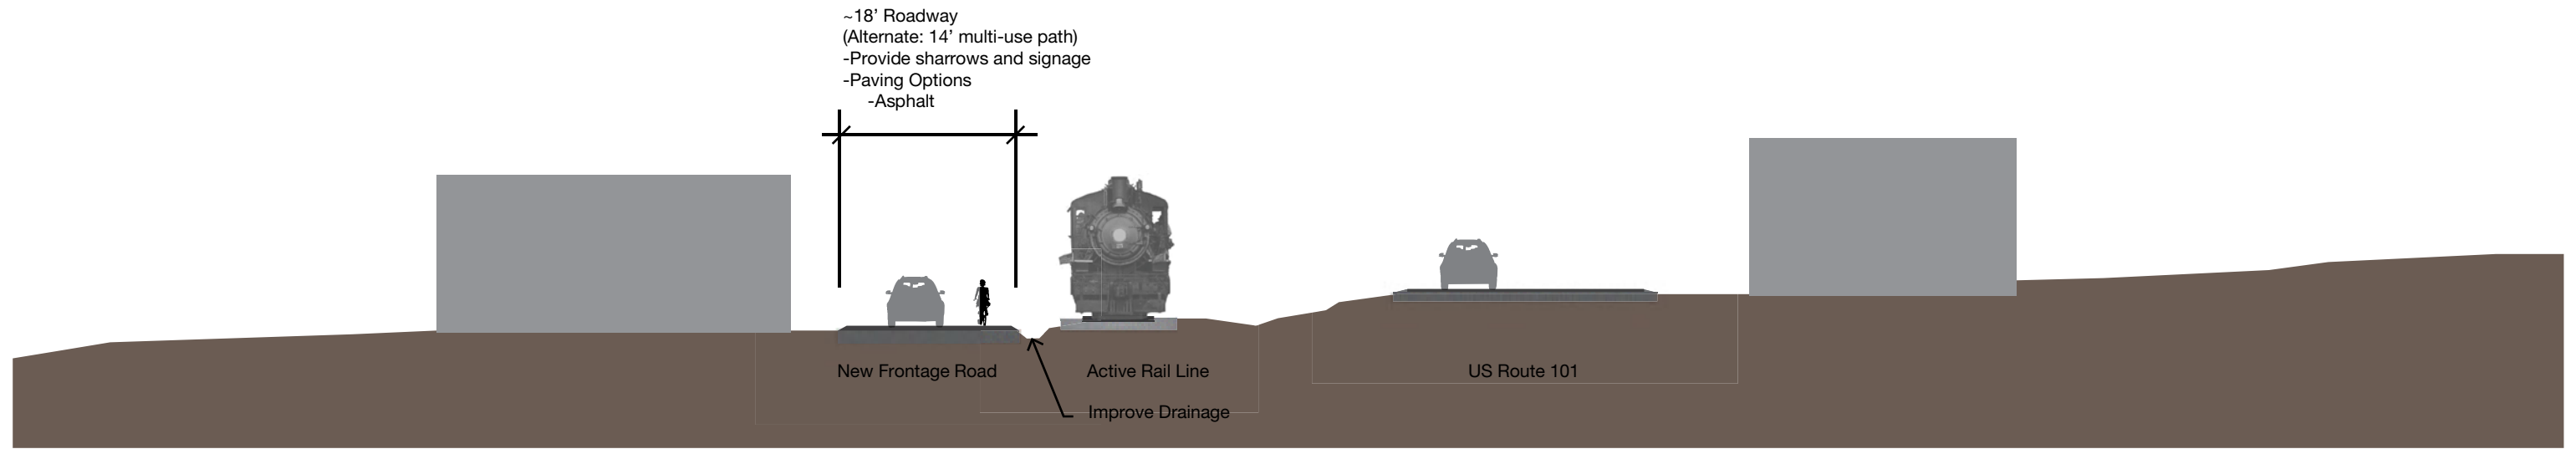 ~18’ Roadway
(Alternate: 14’ multi-use path)
-Provide sharrows and signage
-Paving Options
-Asphalt
New Frontage Road
Active Rail Line
US Route 101
Improve Drainage